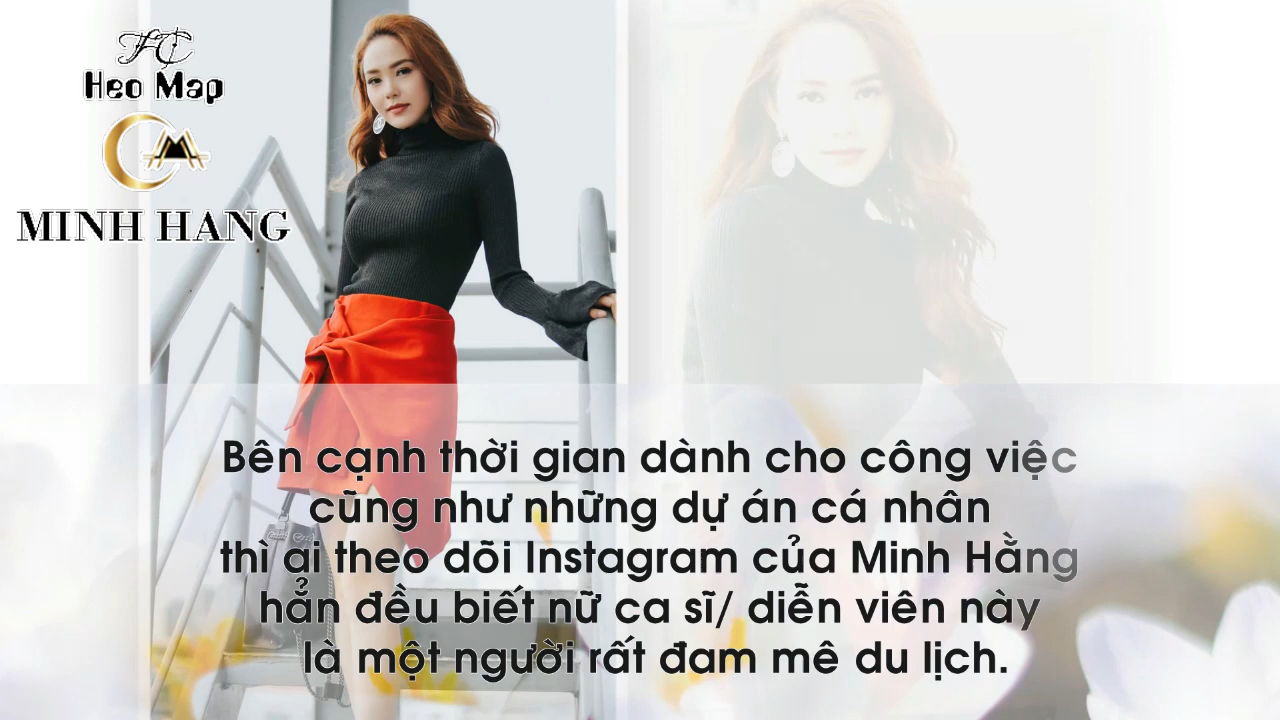 FC
Heo Map
MINH HANG
Bên cạnh thời gian dành cho công việc
cũng như những dự án cá nhân
thì ai theo dõi Instagram của Minh Hằng
hẳn đều biết nữ ca sĩ/ diễn viên này
là một người rất đam mê du lịch.